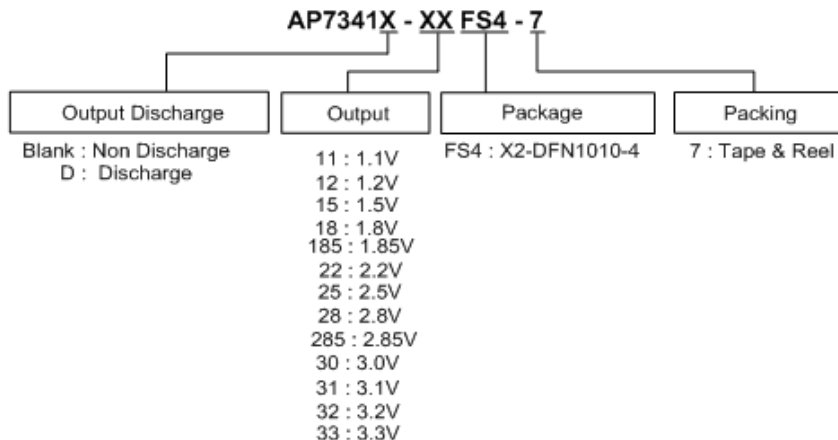 AP7341X - XX FS4 - 7
Output Discharge
Blank : Non Discharge
D : Discharge
Output
11 : 1.1V
12 : 1.2V
15 : 1.5V
18 : 1.8V
185 : 1.85V
22 : 2.2V
25 : 2.5V
28 : 2.8V
285 : 2.85V
30 : 3.0V
31 : 3.1V
32 : 3.2V
33 : 3.3V
Package
FS4 : X2-DFN1010-4
Packing
7 : Tape & Reel